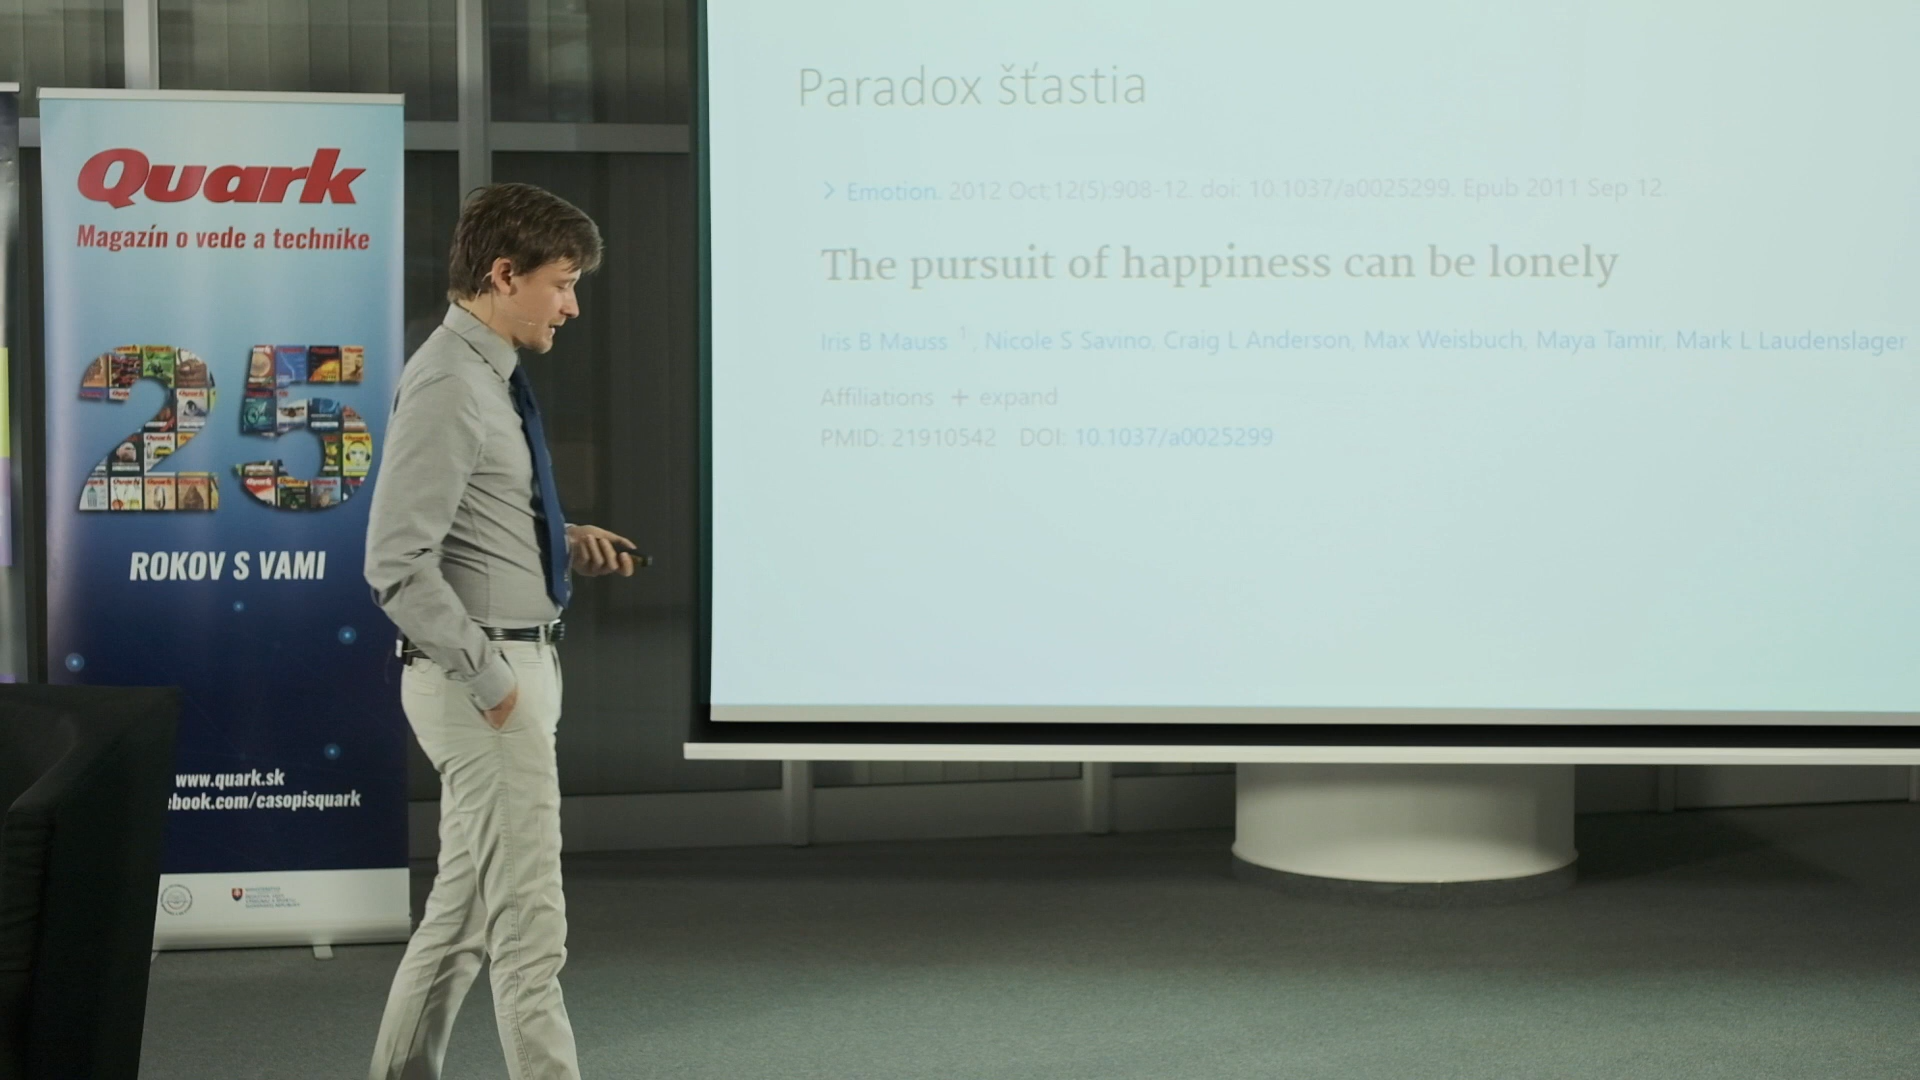 Quark
Magazín o vede a technike
25
ROKOV S VAMI
www.quark.sk
book.com/casopisquark
Paradox šťastia
> Emotion. 2012 Oct;12(5):908-12. doi: 10.1037/a0025299. Epub 2011 Sep 12.
The pursuit of happiness can be lonely
Iris B Mauss 1, Nicole S Savino, Craig L Anderson, Max Weisbuch, Maya Tamir, Mark L Laudenslager
Affiliations + expand
PMID: 21910542 DOI: 10.1037/a0025299